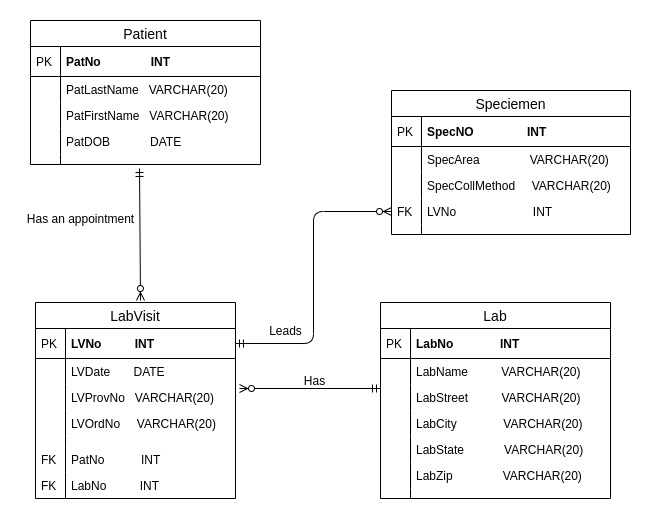 Patient
PK PatNo INT
PatLastName VARCHAR(20)
PatFirstName VARCHAR(20)
PatDOB DATE
Speciemen
PK SpecNO INT
SpecArea VARCHAR(20)
SpecCollMethod VARCHAR(20)
FK LVNo INT
Has an appointment
LabVisit
PK LVNo INT
LVDate DATE
LVProvNo VARCHAR(20)
LVOrdNo VARCHAR(20)
FK PatNo INT
FK LabNo INT
Leads
Has
Lab
PK LabNo INT
LabName VARCHAR(20)
LabStreet VARCHAR(20)
LabCity VARCHAR(20)
LabState VARCHAR(20)
LabZip VARCHAR(20)